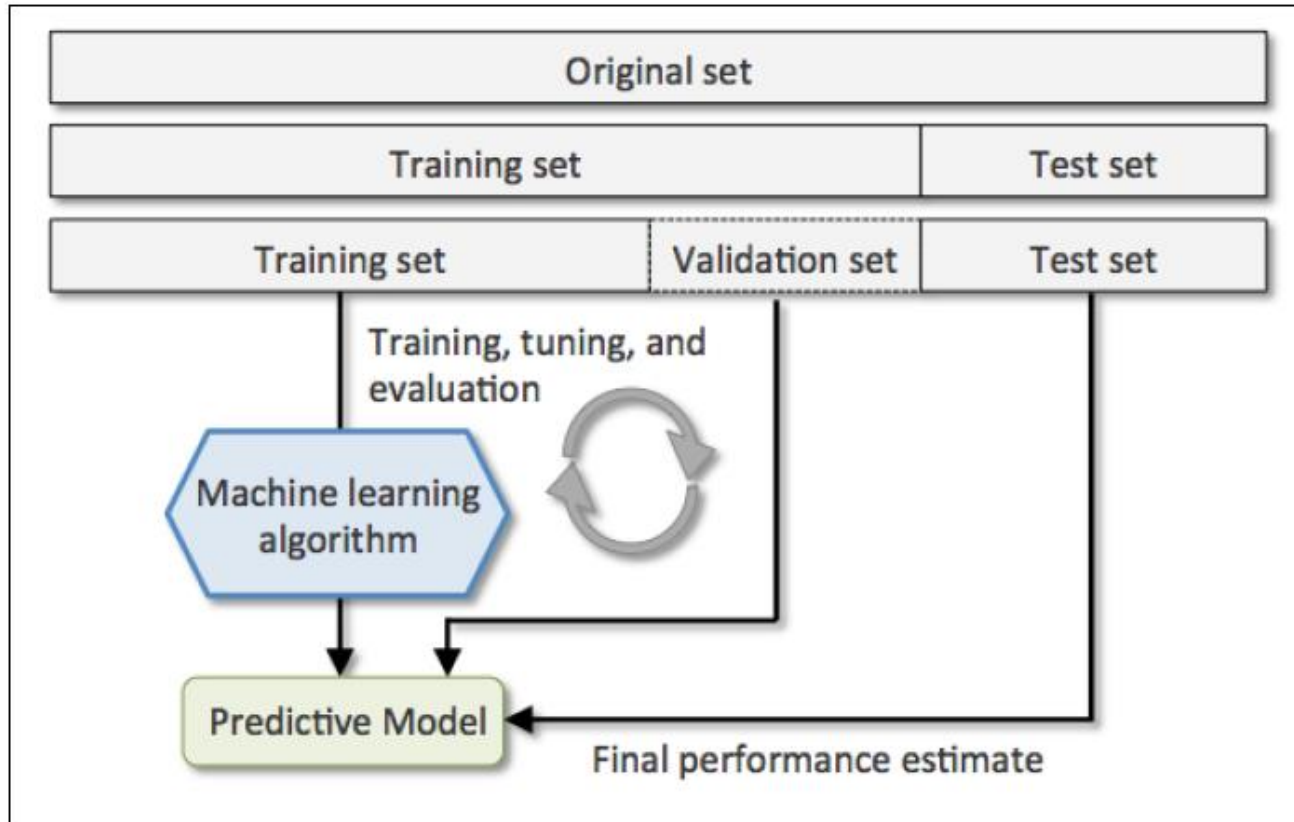 Original set
Training set
Test set
Training set
Validation set
Test set
Training, tuning, and
evaluation
Machine learning
algorithm
Predictive Model
Final performance estimate